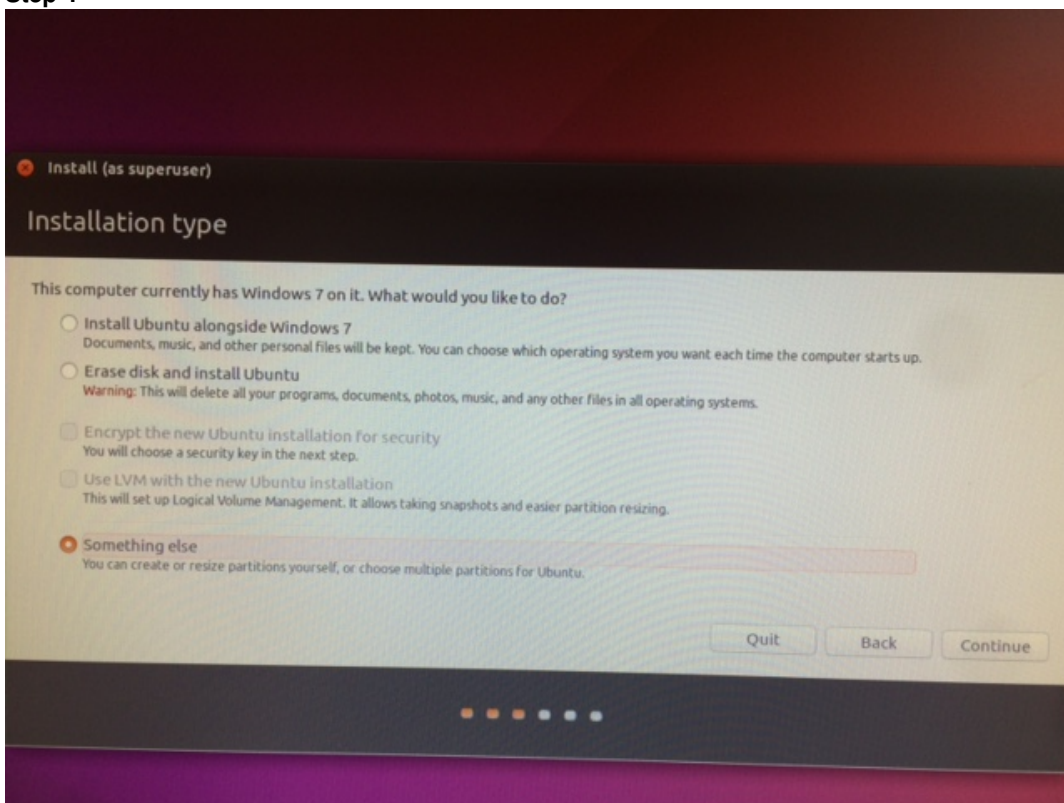 Install (as superuser)
Installation type
This computer currently has Windows 7 on it. What would you like to do?
Install Ubuntu alongside Windows 7
Documents, music, and other personal files will be kept. You can choose which operating system you want each time the computer starts up.
Erase disk and install Ubuntu
Warning: This will delete all your programs, documents, photos, music, and any other files in all operating systems.
Encrypt the new Ubuntu installation for security
You will choose a security key in the next step.
Use LVM with the new Ubuntu installation
This will set up Logical Volume Management. It allows taking snapshots and easier partition resizing.
Something else
You can create or resize partitions yourself, or choose multiple partitions for Ubuntu.
Quit Back Continue